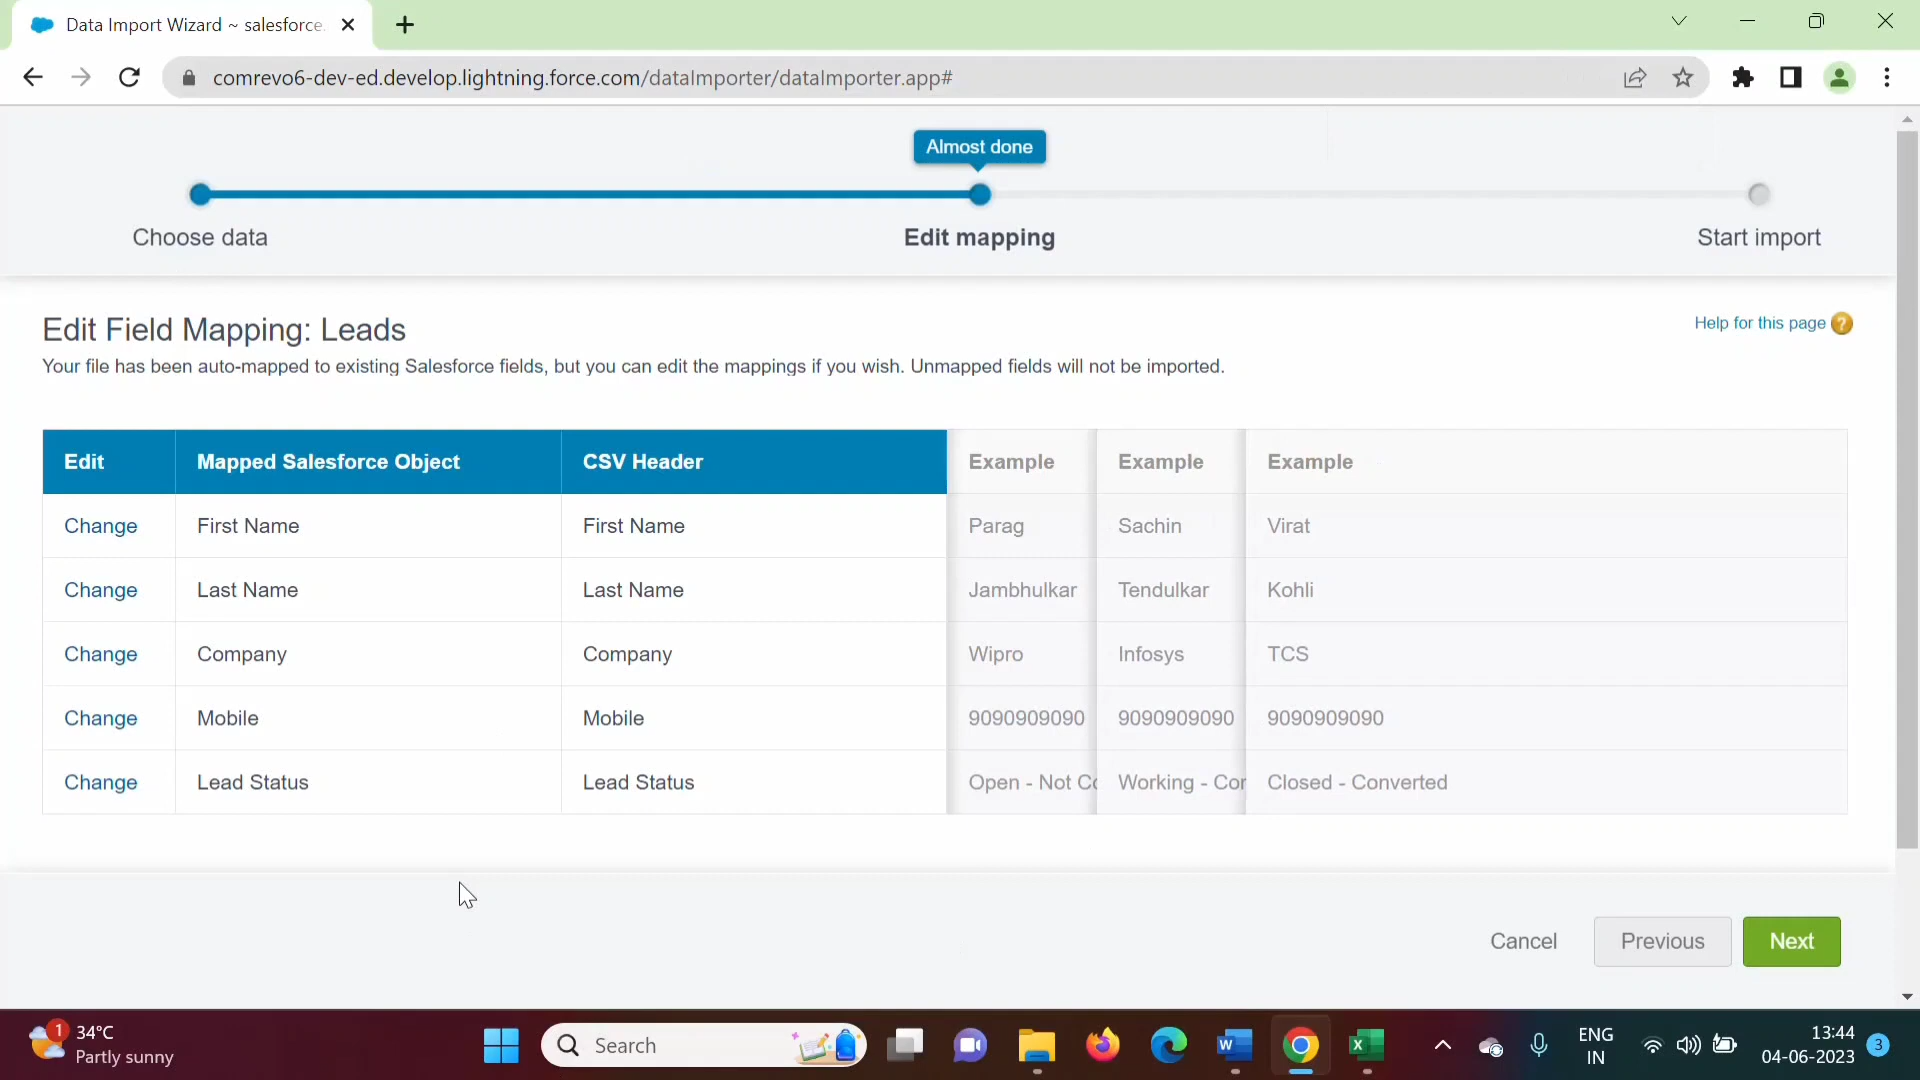 Data Import Wizard ~ salesforce.
comrevo6-dev-ed.develop.lightning.force.com/dataImporter/dataImporter.app#
Almost done
Choose data
Edit mapping
Start import
Edit Field Mapping: Leads
Help for this page ?
Your file has been auto-mapped to existing Salesforce fields, but you can edit the mappings if you wish. Unmapped fields will not be imported.
Edit Mapped Salesforce Object CSV Header Example Example Example
Change First Name First Name Parag Sachin Virat
Change Last Name Last Name Jambhulkar Tendulkar Kohli
Change Company Company Wipro Infosys TCS
Change Mobile Mobile 9090909090 9090909090 9090909090
Change Lead Status Lead Status Open - Not Co Working - Con Closed - Converted
Cancel Previous Next
1 34°C
Partly sunny
Search
W
X
ENG
IN
13:44
04-06-2023
3